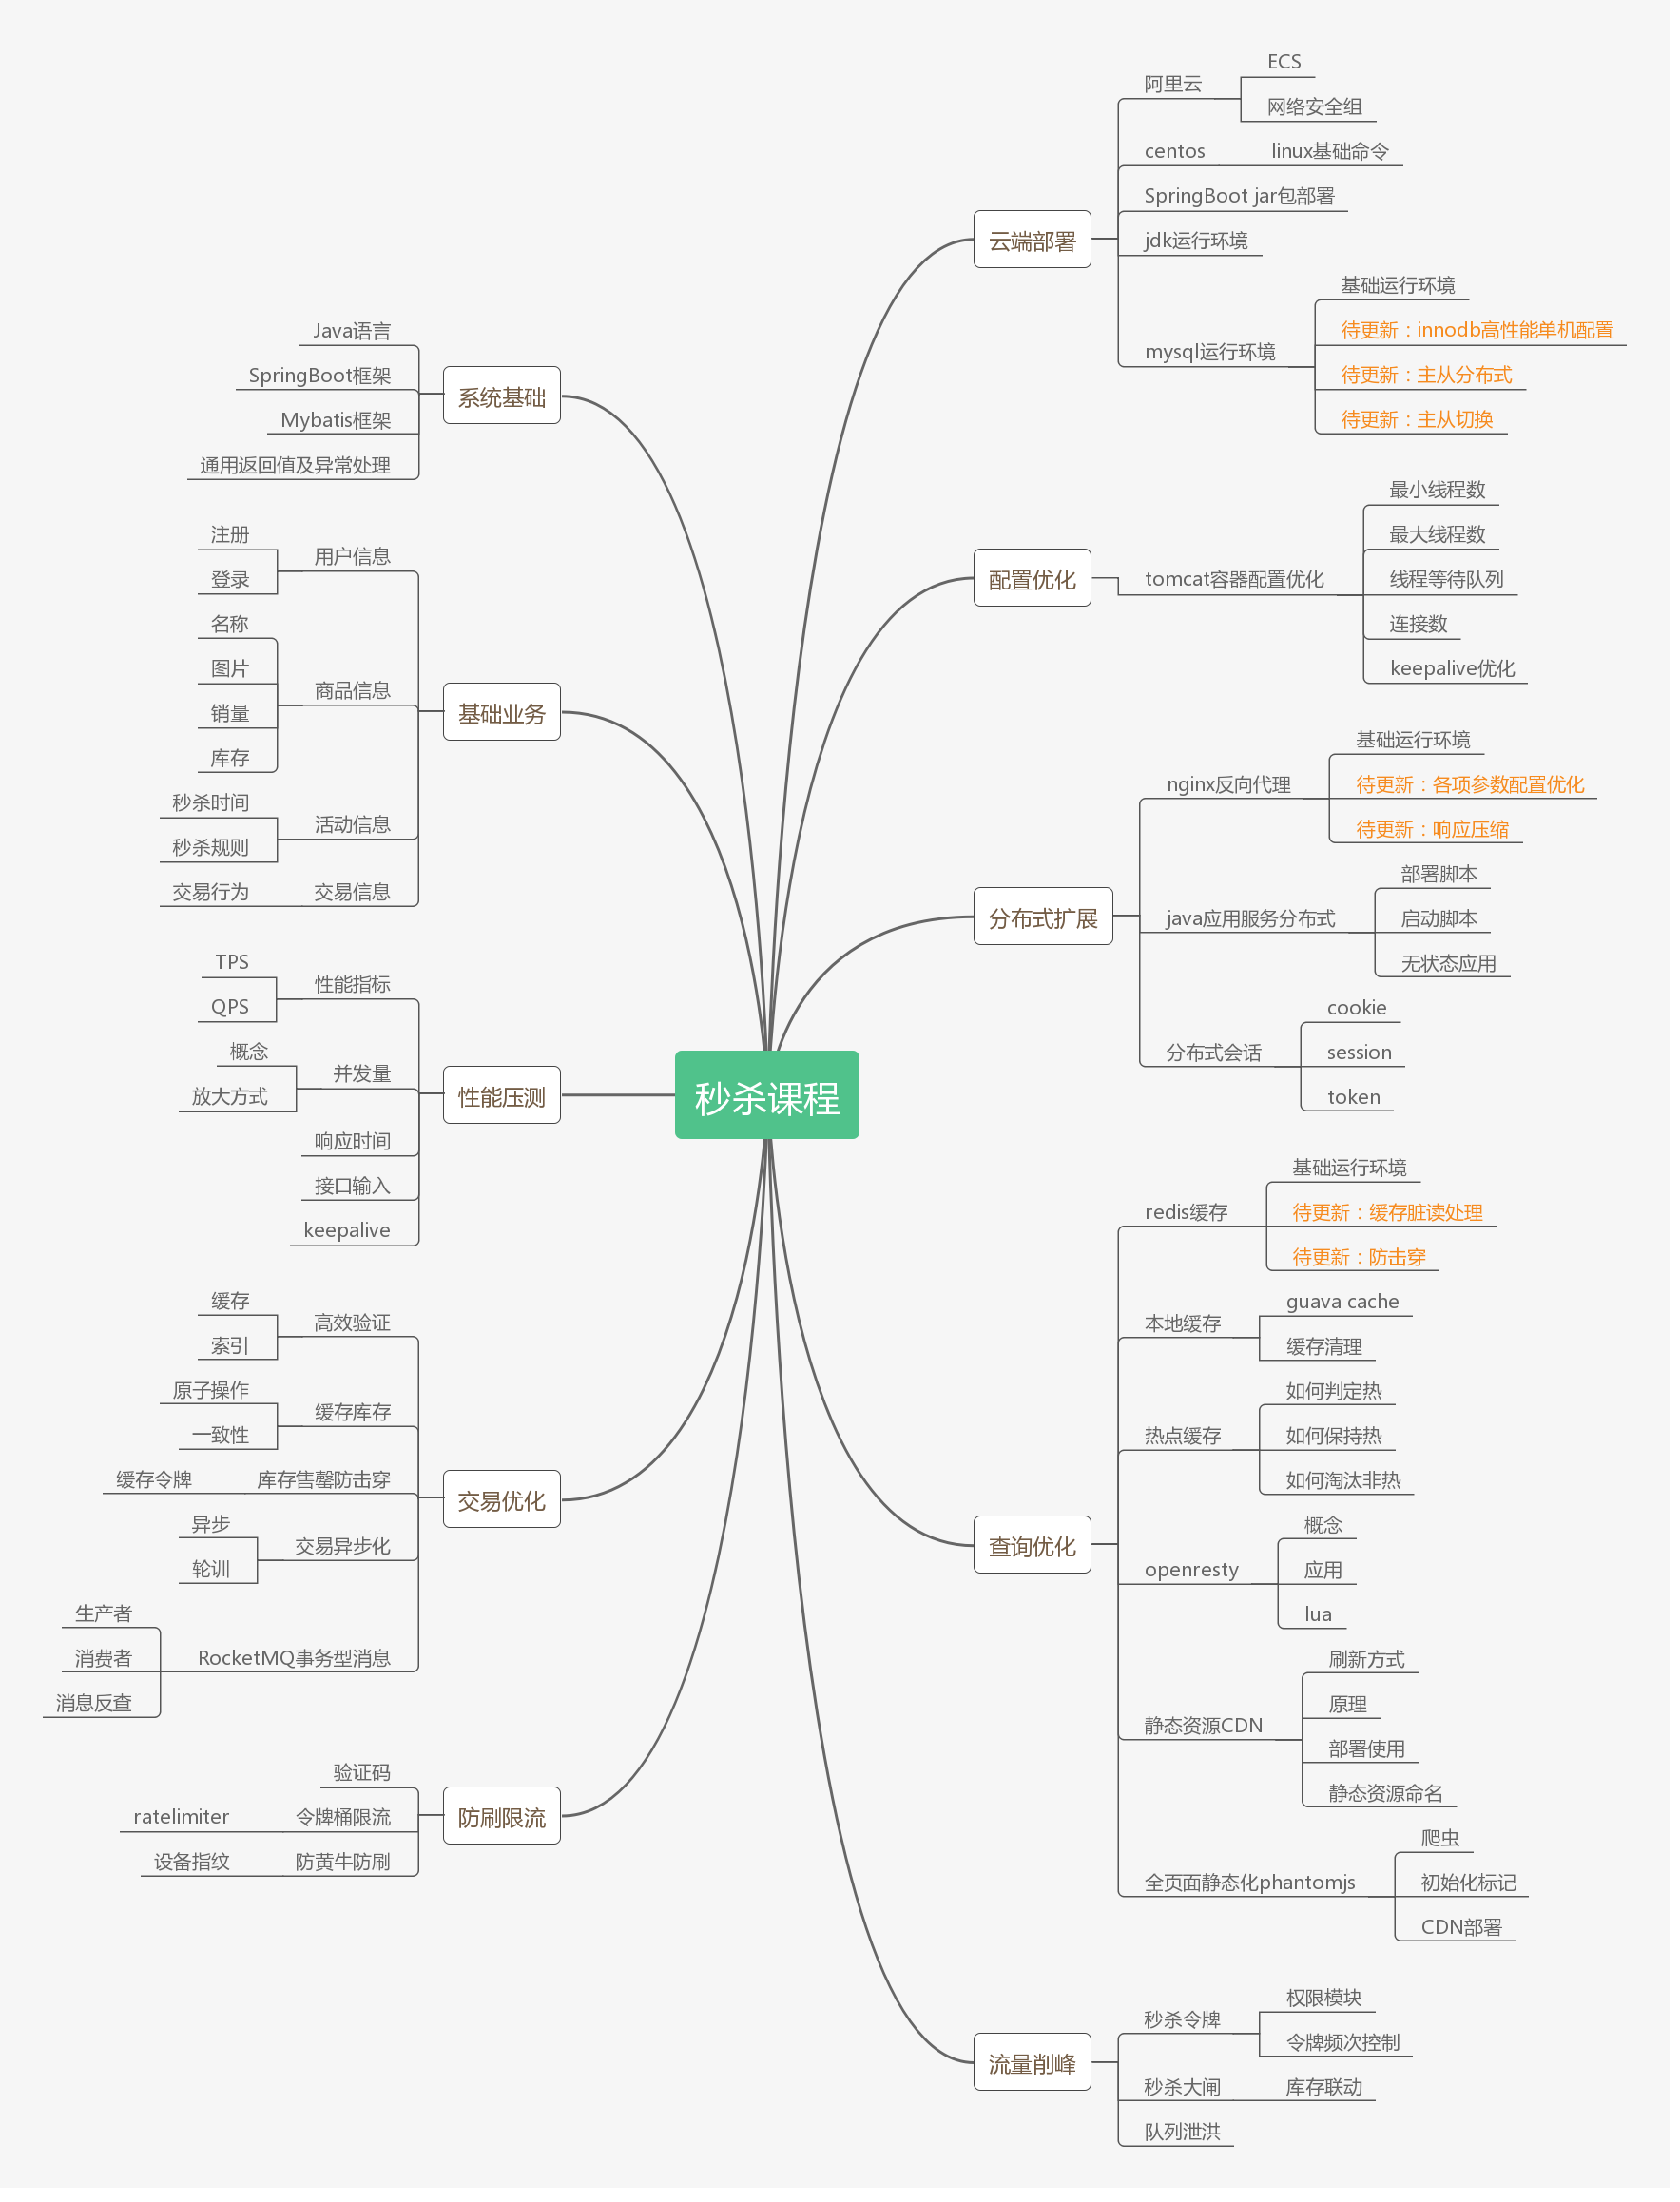 秒杀课程
云端部署
阿里云
ECS
网络安全组
centos
linux基础命令
SpringBoot jar包部署
jdk运行环境
mysql运行环境
基础运行环境
待更新：innodb高性能单机配置
待更新：主从分布式
待更新：主从切换
配置优化
tomcat容器配置优化
最小线程数
最大线程数
线程等待队列
连接数
keepalive优化
分布式扩展
nginx反向代理
基础运行环境
待更新：各项参数配置优化
待更新：响应压缩
java应用服务分布式
部署脚本
启动脚本
无状态应用
分布式会话
cookie
session
token
查询优化
redis缓存
基础运行环境
待更新：缓存脏读处理
待更新：防击穿
本地缓存
guava cache
缓存清理
热点缓存
如何判定热
如何保持热
如何淘汰非热
openresty
概念
应用
lua
静态资源CDN
刷新方式
原理
部署使用
静态资源命名
全页面静态化phantomjs
爬虫
初始化标记
CDN部署
流量削峰
秒杀令牌
权限模块
令牌频次控制
秒杀大闸
库存联动
队列泄洪
系统基础
Java语言
SpringBoot框架
Mybatis框架
通用返回值及异常处理
基础业务
用户信息
注册
登录
商品信息
名称
图片
销量
库存
活动信息
秒杀时间
秒杀规则
交易信息
交易行为
性能压测
性能指标
TPS
QPS
并发量
概念
放大方式
响应时间
接口输入
keepalive
交易优化
高效验证
缓存
索引
缓存库存
原子操作
一致性
库存售罄防击穿
缓存令牌
交易异步化
异步
轮训
RocketMQ事务型消息
生产者
消费者
消息反查
防刷限流
验证码
令牌桶限流
ratelimiter
防黄牛防刷
设备指纹